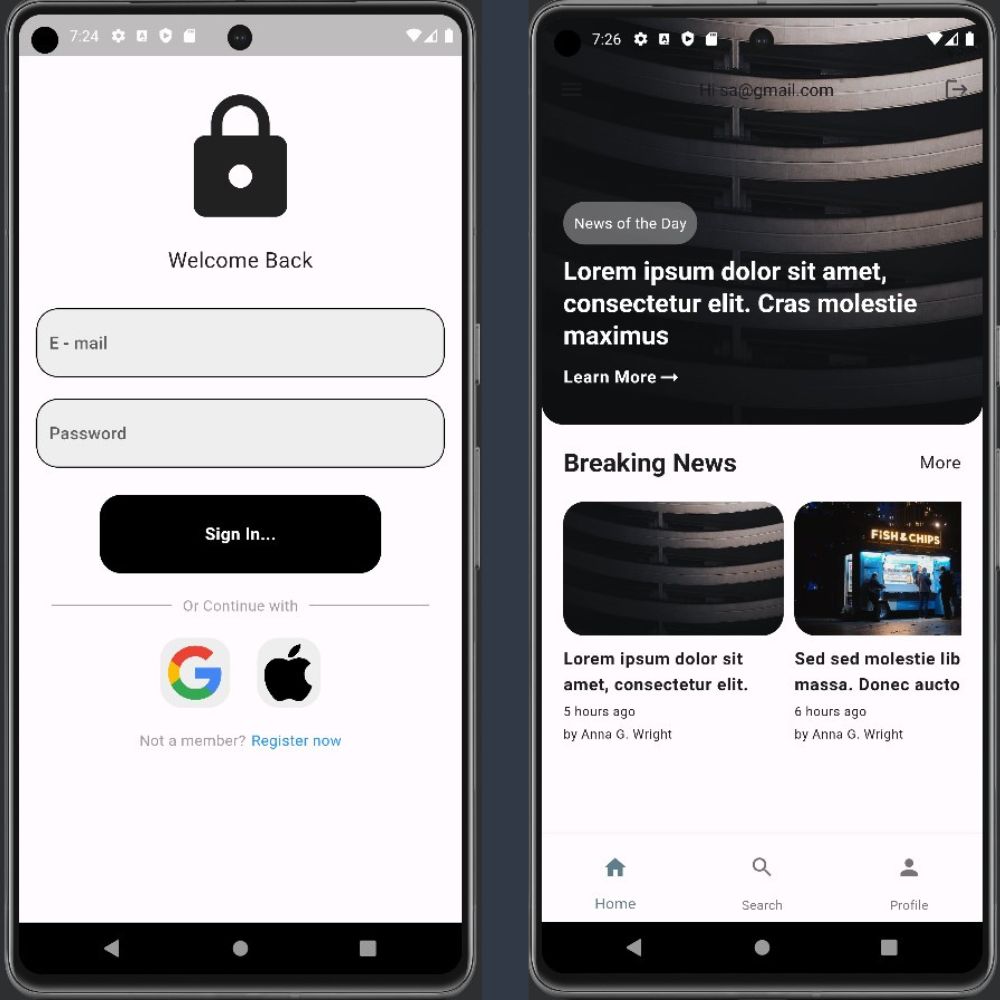 7:24
Welcome Back
E - mail
Password
Sign In...
Or Continue with
Not a member? Register now
7:26
Hi sa@gmail.com
News of the Day
Lorem ipsum dolor sit amet,
consectetur elit. Cras molestie
maximus
Learn More →
Breaking News
More
FISH & CHIPS
Lorem ipsum dolor sit
amet, consectetur elit.
5 hours ago
by Anna G. Wright
Sed sed molestie lib
massa. Donec aucto
6 hours ago
by Anna G. Wright
Home
Search
Profile